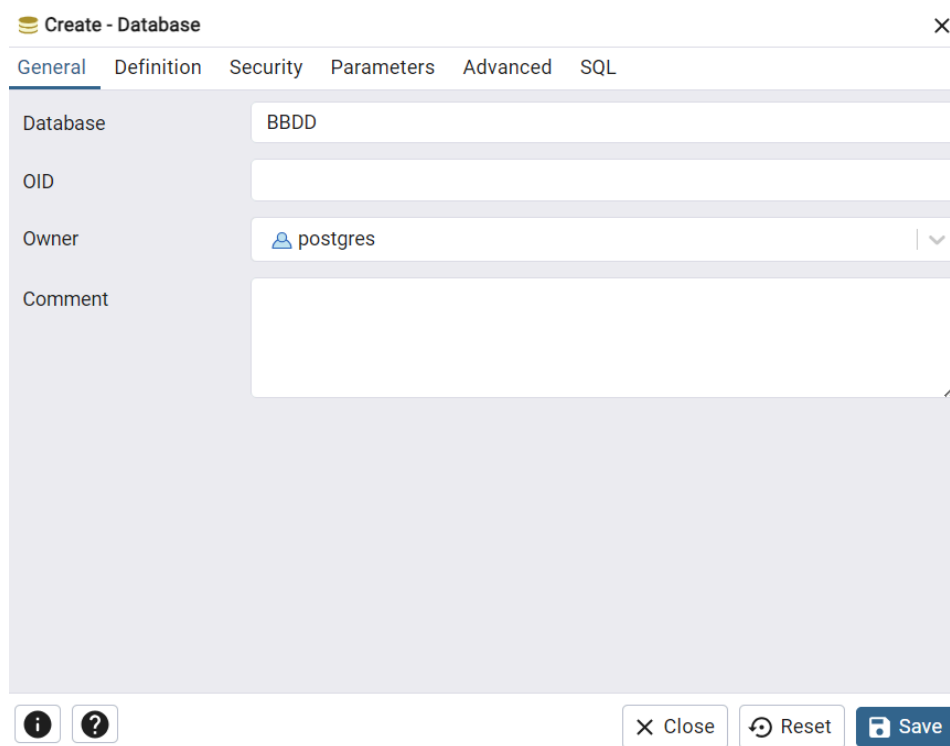 Create - Database
General Definition Security Parameters Advanced SQL
Database BBDD
OID
Owner postgres
Comment
Close Reset Save